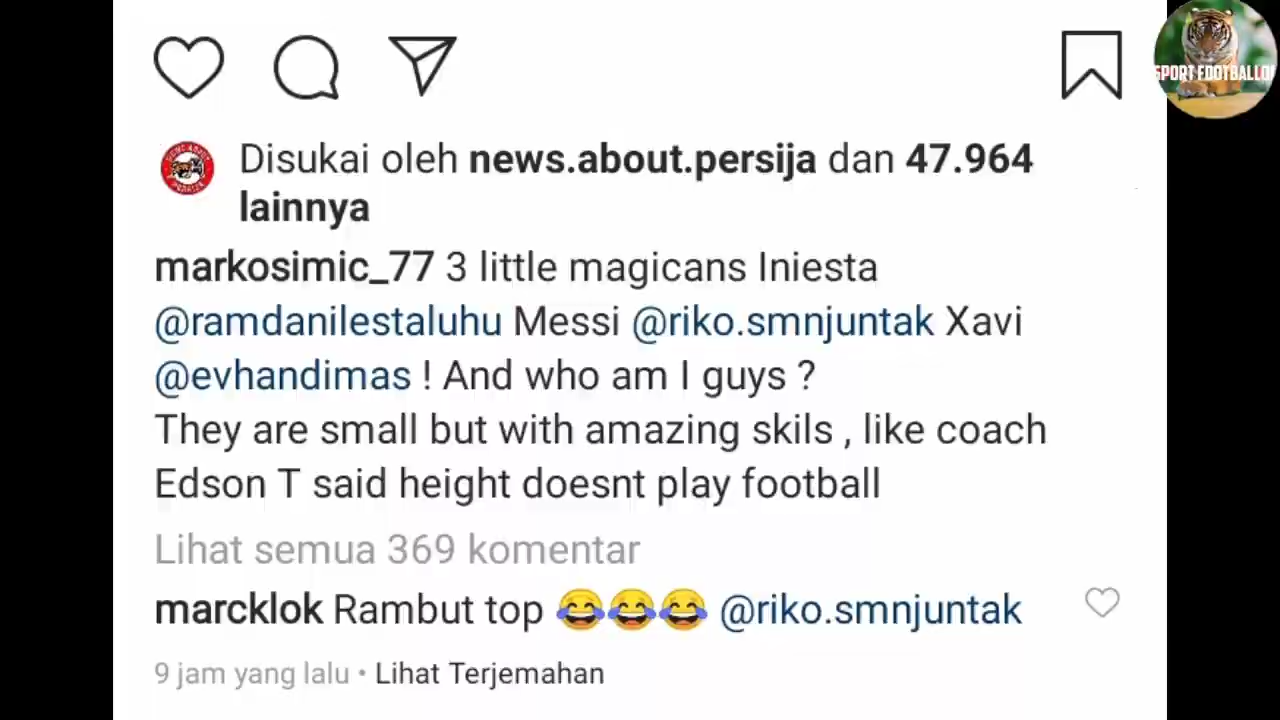 SPORT FOOTBALL
Disukai oleh news.about.persija dan 47.964
lainnya
markosimic_77 3 little magicans Iniesta
@ramdanilestaluhu Messi @riko.smnjuntak Xavi
@evhandimas ! And who am I guys ?
They are small but with amazing skils , like coach
Edson T said height doesnt play football
Lihat semua 369 komentar
marcklok Rambut top 😂😂😂 @riko.smnjuntak
9 jam yang lalu • Lihat Terjemahan